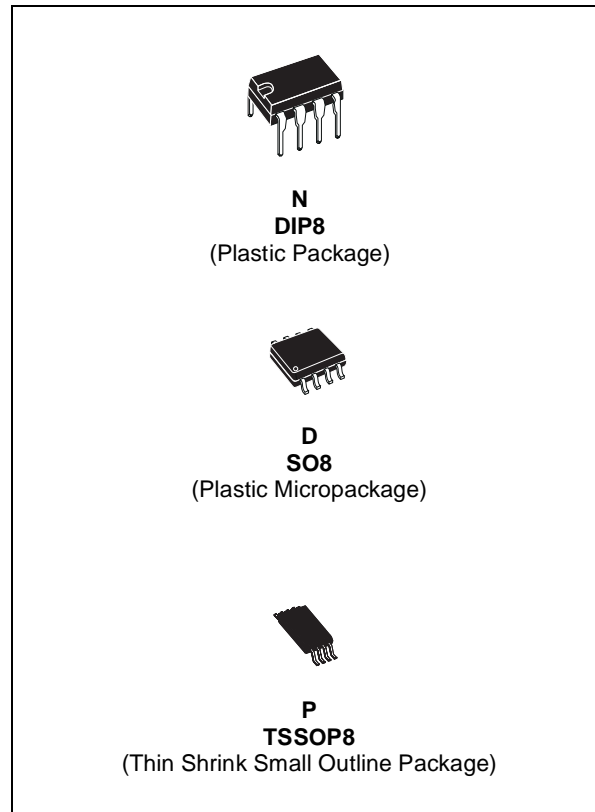 N
DIP8
(Plastic Package)
D
SO8
(Plastic Micropackage)
P
TSSOP8
(Thin Shrink Small Outline Package)